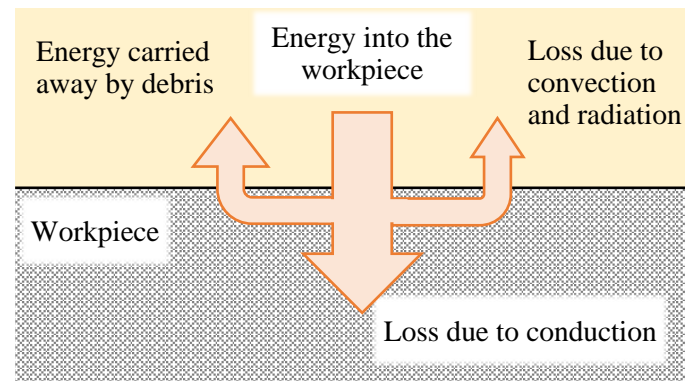 Energy carried
away by debris
Energy into the
workpiece
Loss due to
convection
and radiation
Workpiece
Loss due to conduction